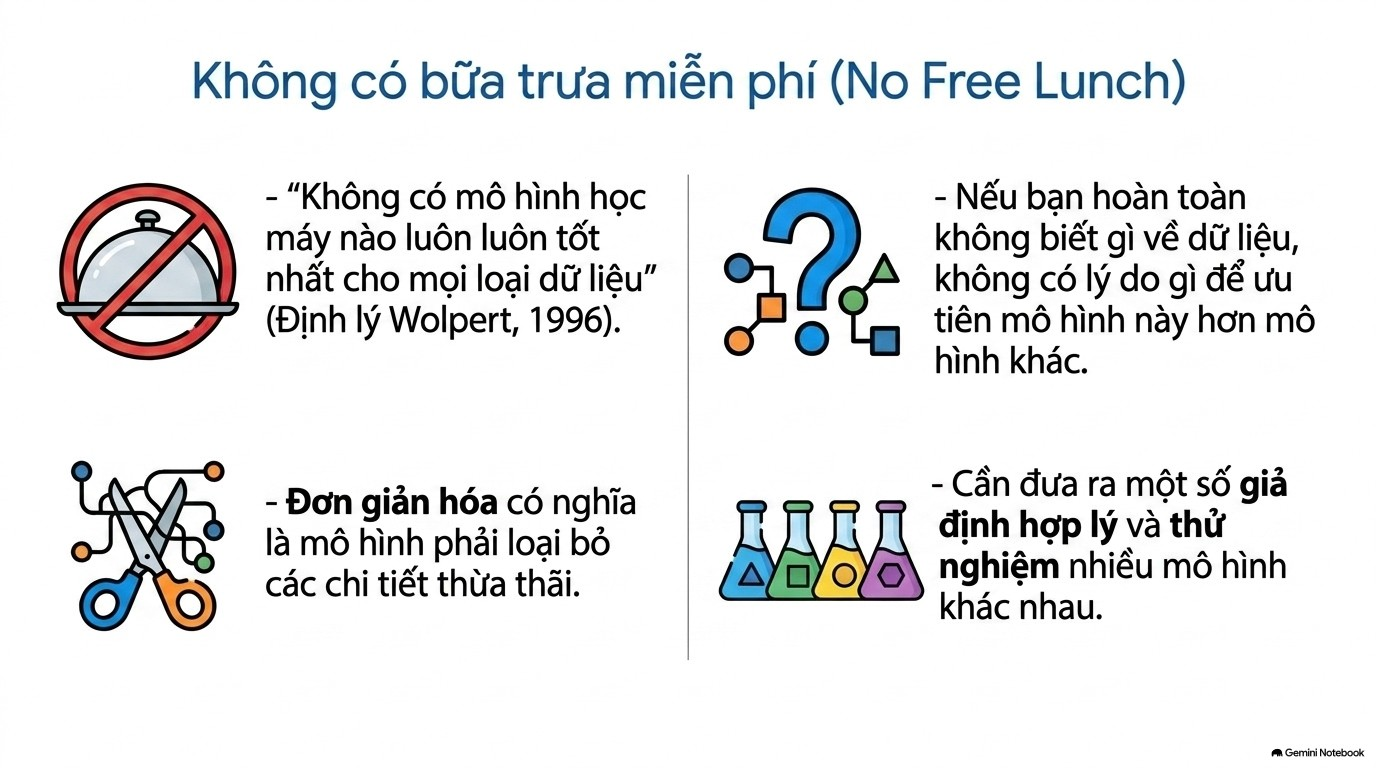 Không có bữa trưa miễn phí (No Free Lunch)
- “Không có mô hình học
máy nào luôn luôn tốt
nhất cho mọi loại dữ liệu”
(Định lý Wolpert, 1996).
- Đơn giản hóa có nghĩa
là mô hình phải loại bỏ
các chi tiết thừa thãi.
- Nếu bạn hoàn toàn
không biết gì về dữ liệu,
không có lý do gì để ưu
tiên mô hình này hơn mô
hình khác.
- Cần đưa ra một số giả
định hợp lý và thử
nghiệm nhiều mô hình
khác nhau.
Gemini Notebook